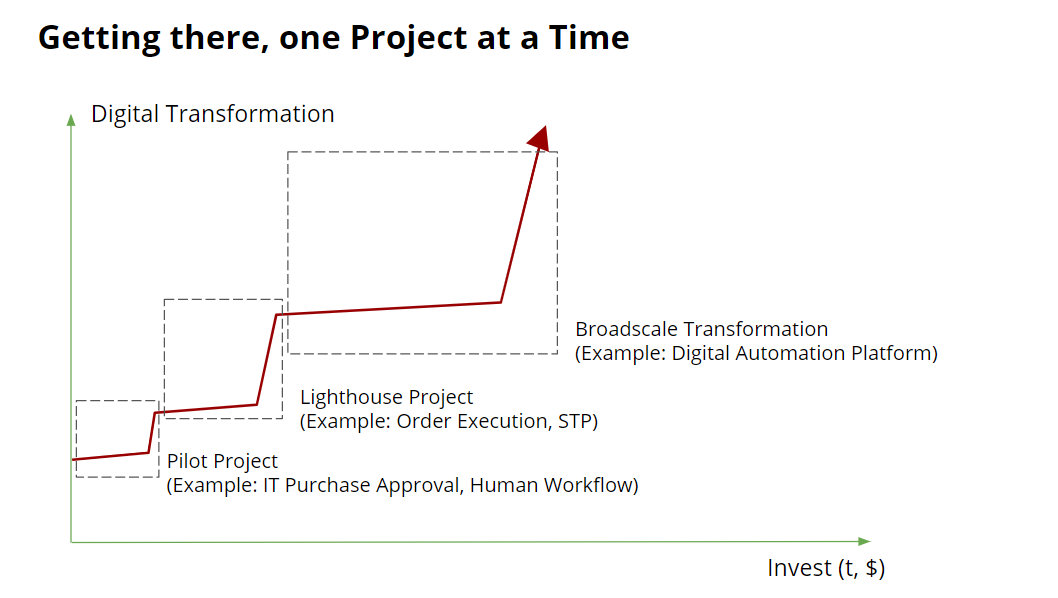 Getting there, one Project at a Time
Digital Transformation
Broadscale Transformation
(Example: Digital Automation Platform)
Lighthouse Project
(Example: Order Execution, STP)
Pilot Project
(Example: IT Purchase Approval, Human Workflow)
Invest (t, $)